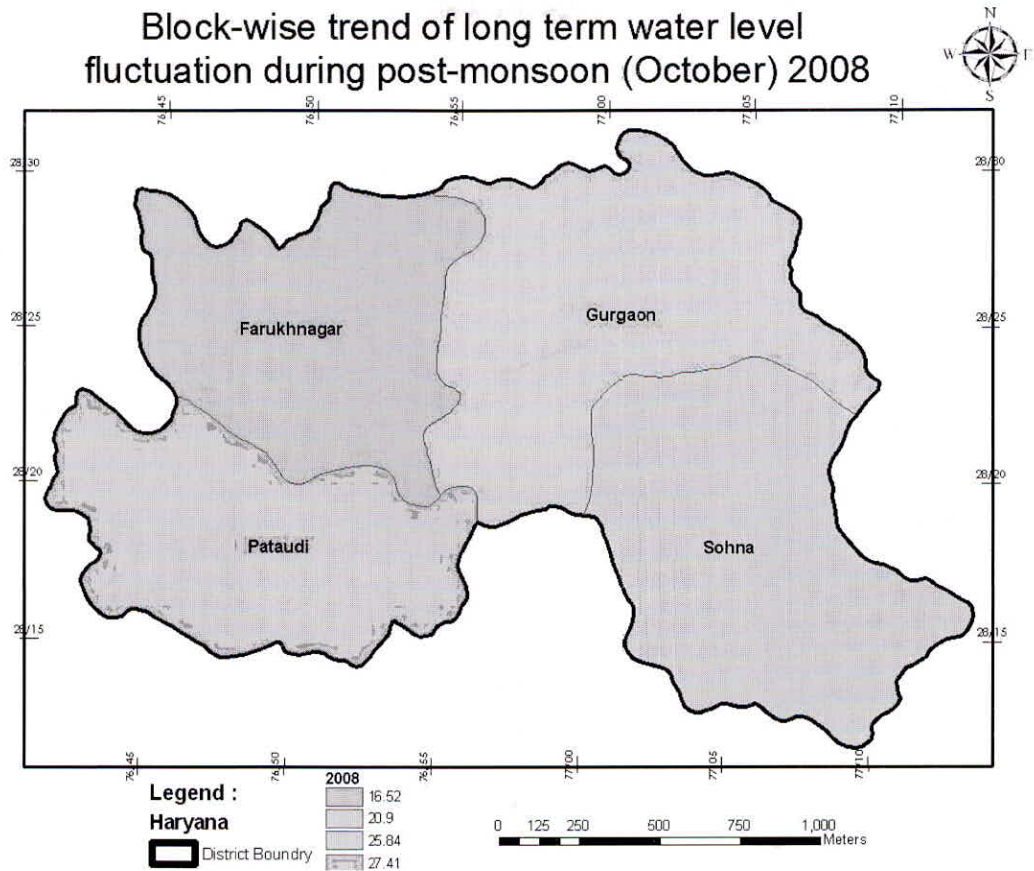 Block-wise trend of long term water level
fluctuation during post-monsoon (October) 2008
N
W E
S
76/45 76/50 76/55 77/00 77/05 77/10
28/30 28/30
Gurgaon
28/25 Farukhnagar 28/25
28/20 28/20
Pataudi Sohna
28/15 28/15
76/45 76/50 76/55 77/00 77/05 77/10
Legend :
Haryana
District Boundry
2008
16.52
20.9
25.84
27.41
0 125 250 500 750 1,000
Meters